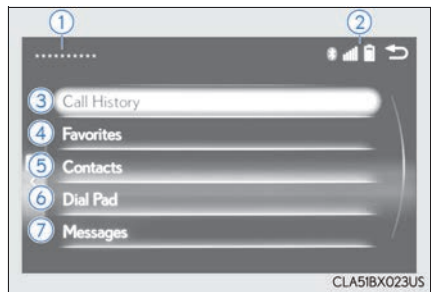 1
2
..........
3 Call History
4 Favorites
5 Contacts
6 Dial Pad
7 Messages
CLA51BX023US